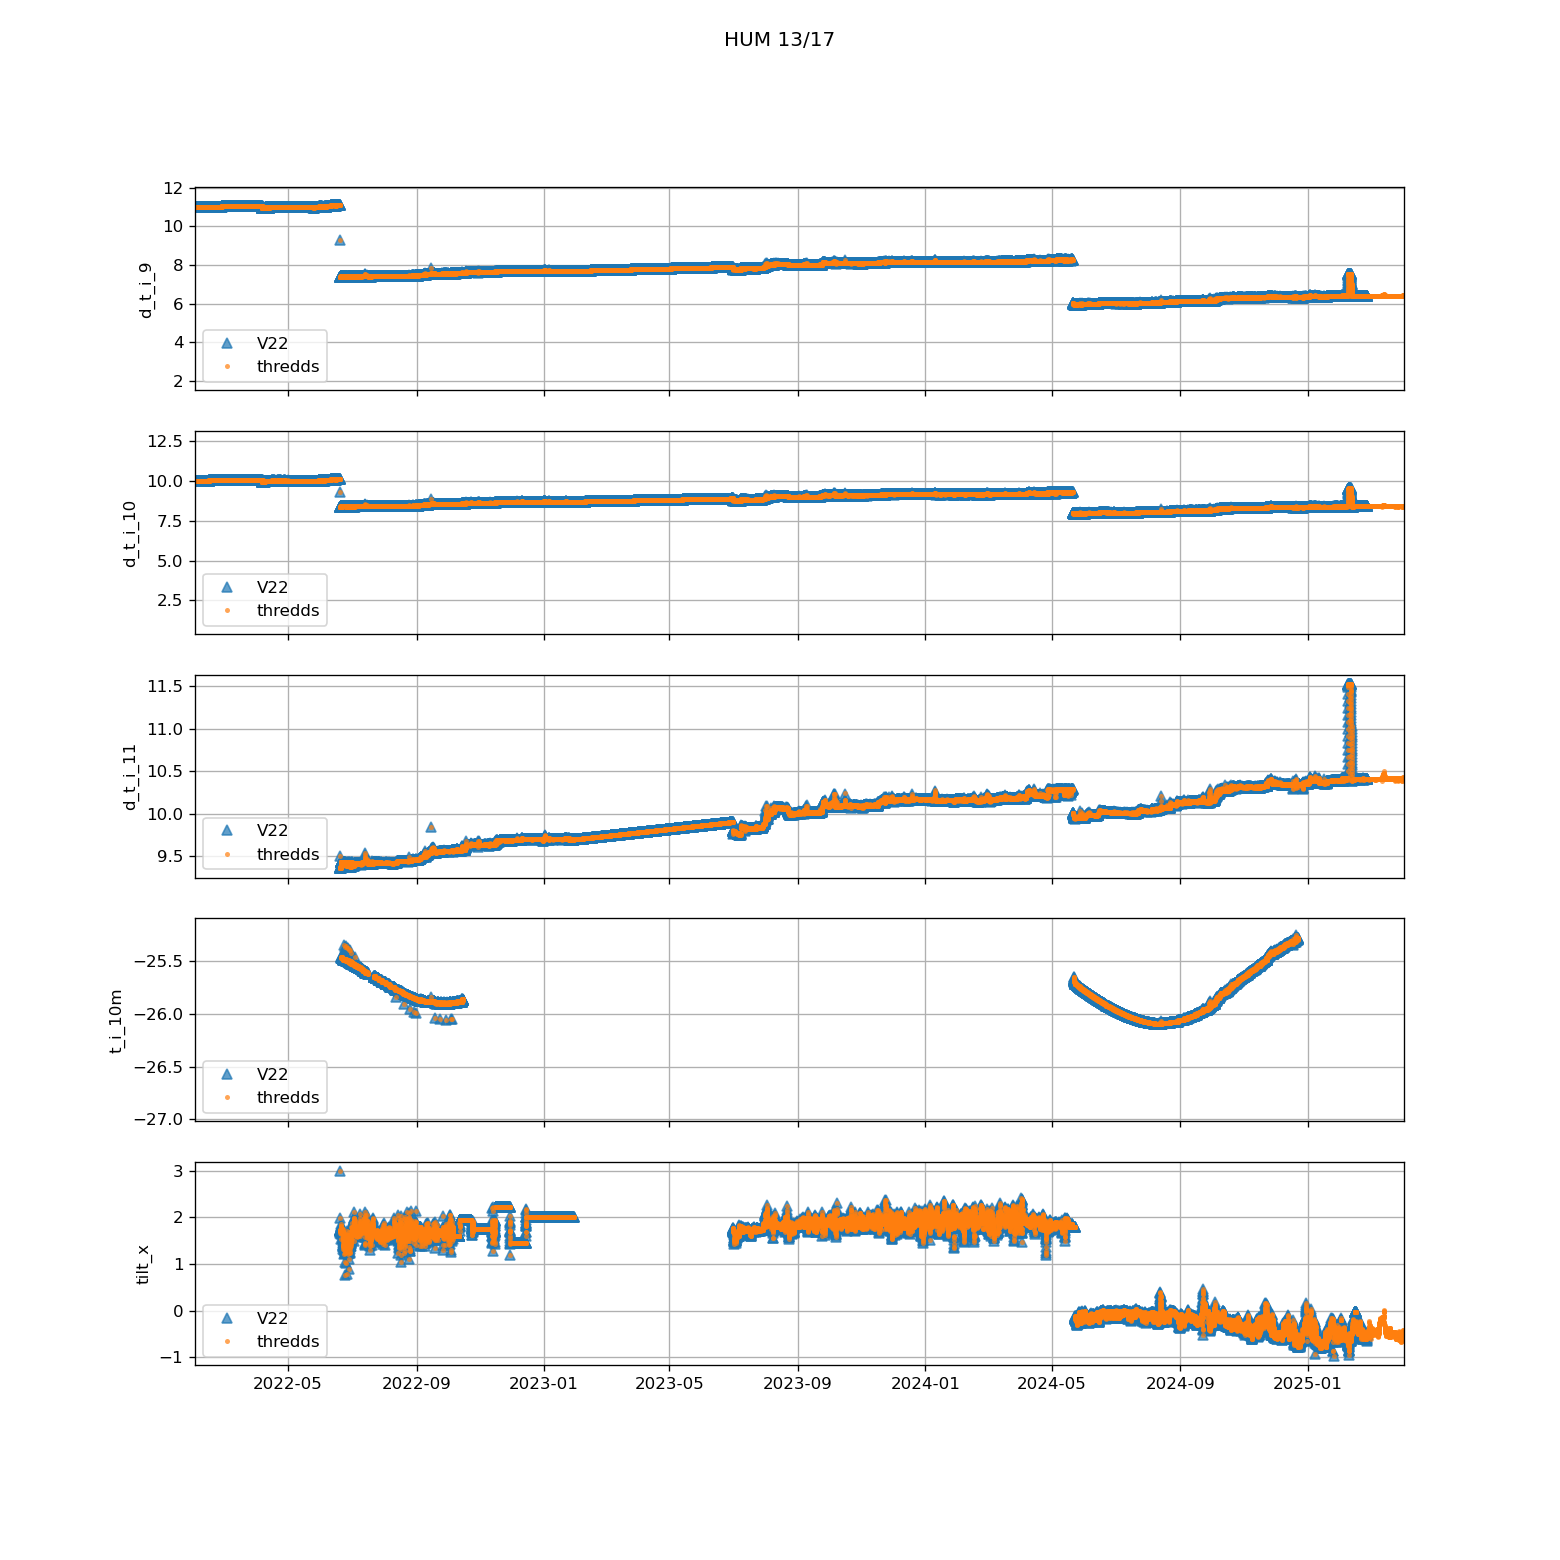 HUM 13/17
12
10
8
6
4
2
d_t_i_9
V22
thredds
12.5
10.0
7.5
5.0
2.5
d_t_i_10
V22
thredds
11.5
11.0
10.5
10.0
9.5
d_t_i_11
V22
thredds
−25.5
−26.0
−26.5
−27.0
t_i_10m
V22
thredds
3
2
1
0
−1
tilt_x
V22
thredds
2022-05 2022-09 2023-01 2023-05 2023-09 2024-01 2024-05 2024-09 2025-01